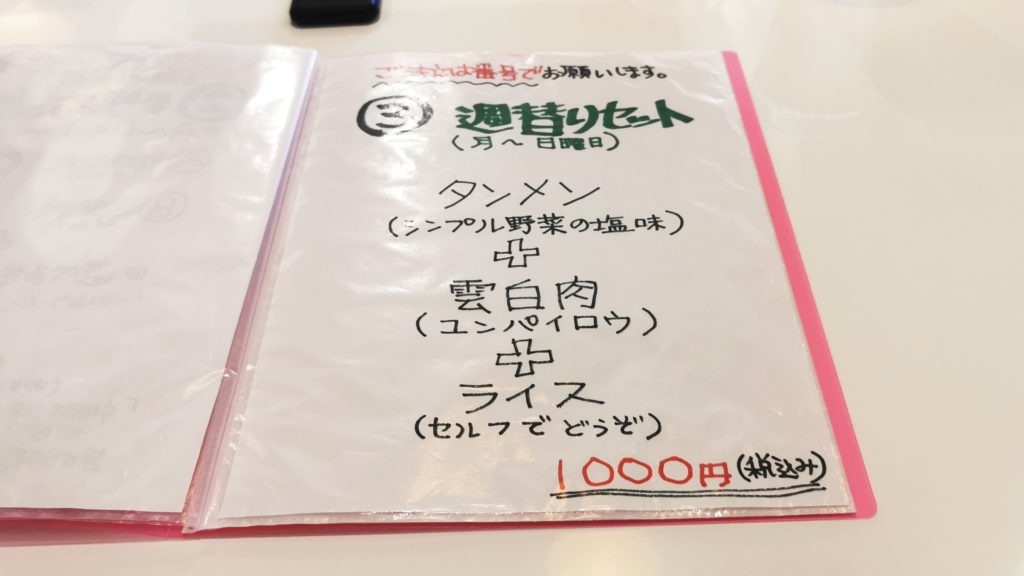 ご注文は番号でお願いします。
③ 週替りセット
(月～日曜日)
タンメン
(シンプル野菜の塩味)
＋
雲白肉
(ユンパイロウ)
＋
ライス
(セルフでどうぞ)
1000円(税込み)